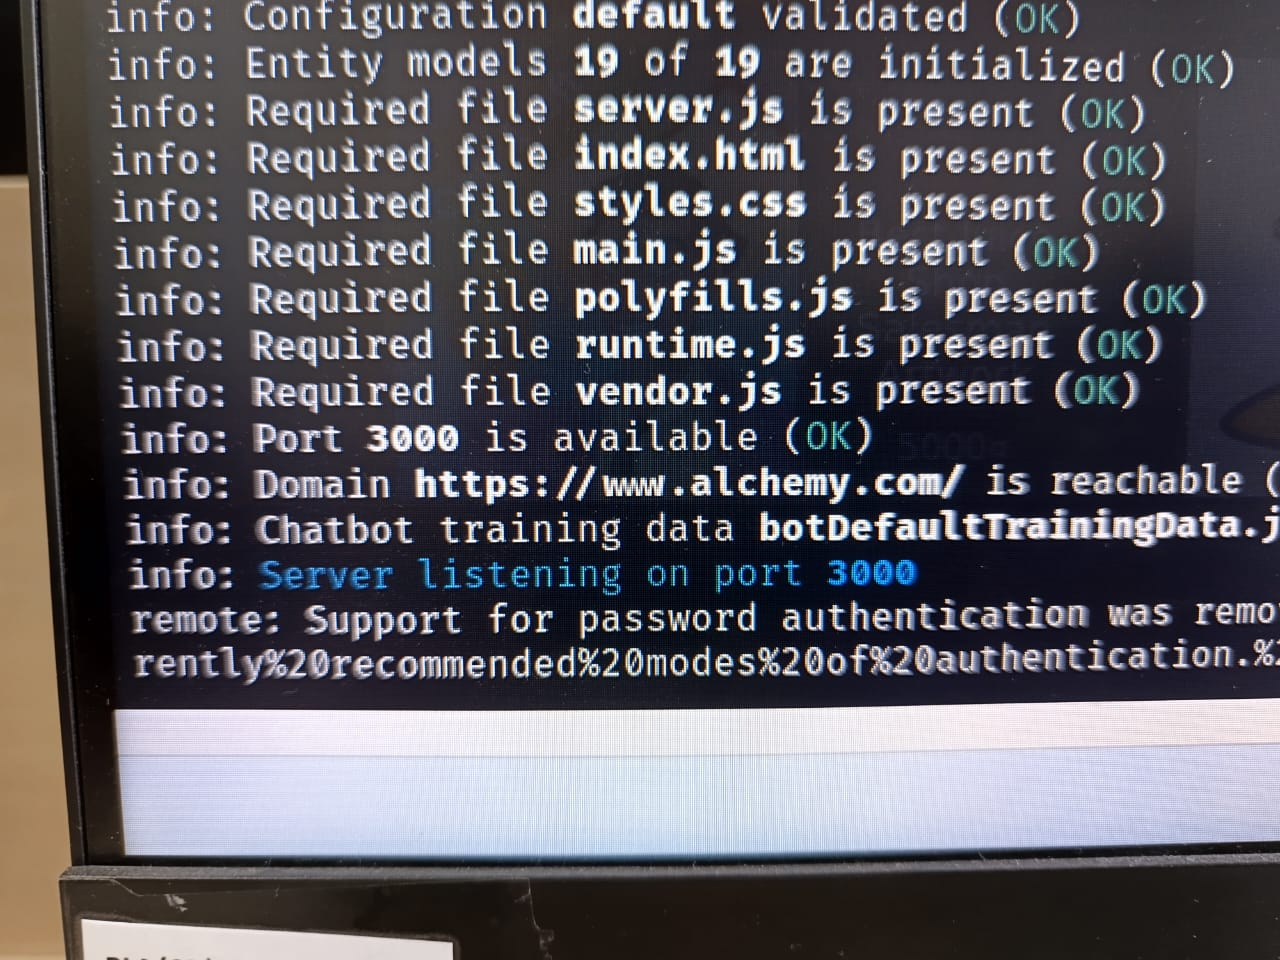 info: Configuration default validated (OK)
info: Entity models 19 of 19 are initialized (OK)
info: Required file server.js is present (OK)
info: Required file index.html is present (OK)
info: Required file styles.css is present (OK)
info: Required file main.js is present (OK)
info: Required file polyfills.js is present (OK)
info: Required file runtime.js is present (OK)
info: Required file vendor.js is present (OK)
info: Port 3000 is available (OK)
info: Domain https://www.alchemy.com/ is reachable (
info: Chatbot training data botDefaultTrainingData.j
info: Server listening on port 3000
remote: Support for password authentication was remo
rently%20recommended%20modes%20of%20authentication.%2